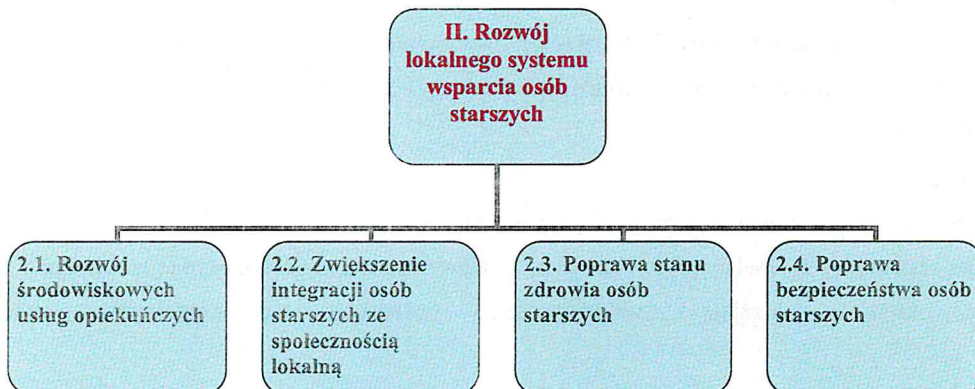 II. Rozwój
lokalnego systemu
wsparcia osób
starszych
2.1. Rozwój
środowiskowych
usług opiekuńczych
2.2. Zwiększenie
integracji osób
starszych ze
społecznością
lokalną
2.3. Poprawa stanu
zdrowia osób
starszych
2.4. Poprawa
bezpieczeństwa osób
starszych